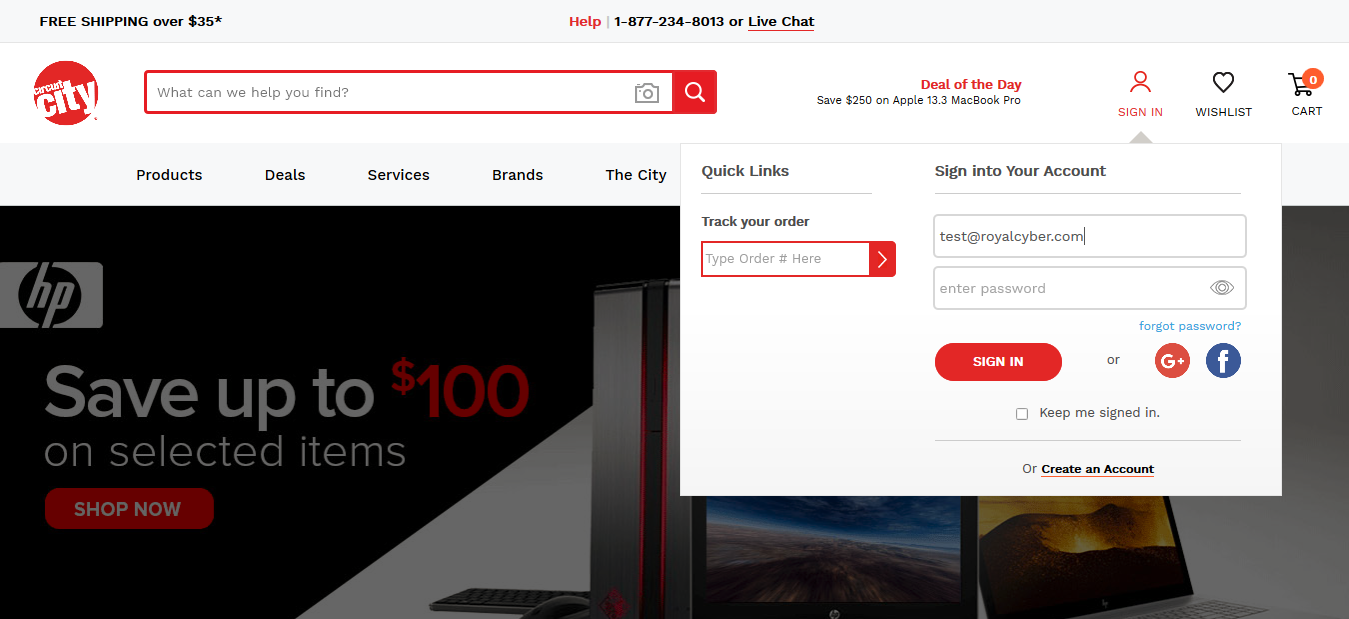 FREE SHIPPING over $35*
Help | 1-877-234-8013 or Live Chat
circuit city
What can we help you find?
Deal of the Day
Save $250 on Apple 13.3 MacBook Pro
SIGN IN
WISHLIST
0
CART
Products
Deals
Services
Brands
The City
Quick Links
Track your order
Type Order # Here
Sign into Your Account
test@royalcyber.com
enter password
forgot password?
SIGN IN
or
G+
f
Keep me signed in.
Or Create an Account
hp
Save up to $100
on selected items
SHOP NOW
hp